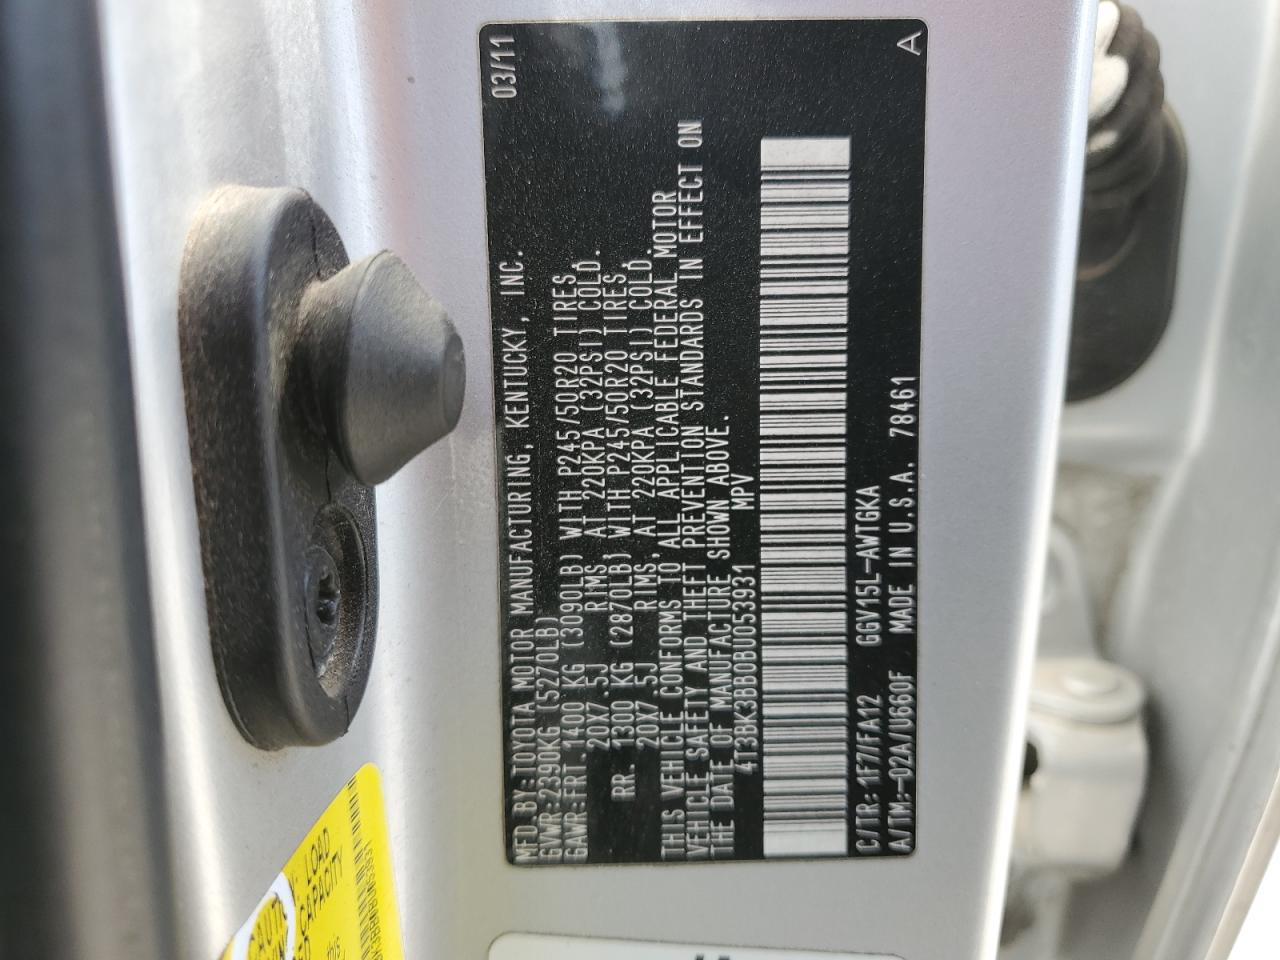 03/11
MFD BY:TOYOTA MOTOR MANUFACTURING, KENTUCKY, INC.
GVWR:2390KG (5270LB)
GAWR:FRT.1400 KG (3090LB) WITH P245/50R20 TIRES,
20X7.5J RIMS, AT 220KPA (32PSI) COLD.
RR. 1300 KG (2870LB) WITH P245/50R20 TIRES,
20X7.5J RIMS, AT 220KPA (32PSI) COLD.
THIS VEHICLE CONFORMS TO ALL APPLICABLE FEDERAL MOTOR
VEHICLE SAFETY AND THEFT PREVENTION STANDARDS IN EFFECT ON
THE DATE OF MANUFACTURE SHOWN ABOVE.
4T3BK3BB0BU053931 MPV
C/TR: 1F7/FA12 GGV15L-AWTGKA
A/TM:-02A/U660F MADE IN U.S.A. 78461
A
LOAD
CAPACITY
this